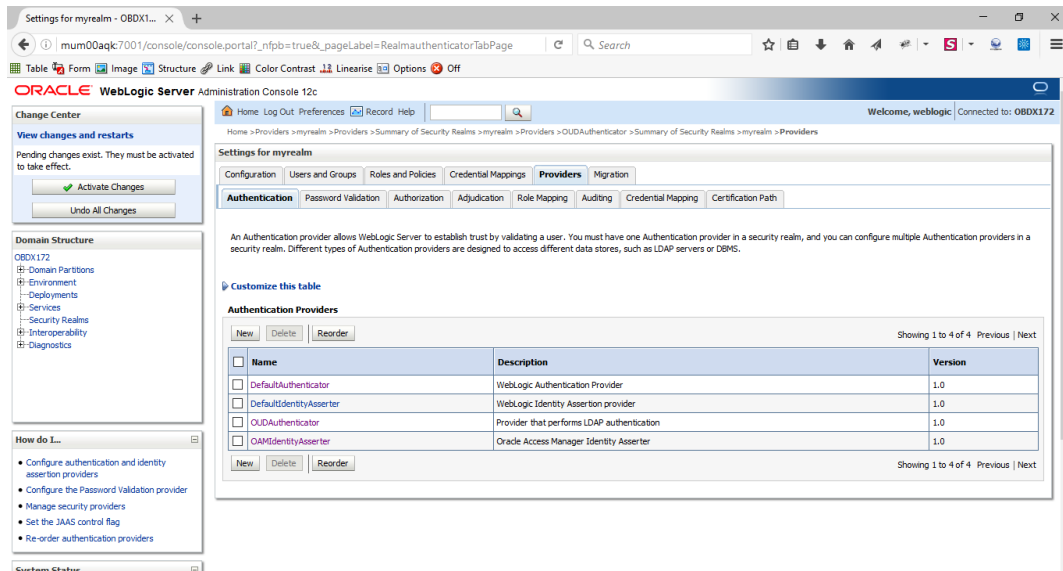 Settings for myrealm - OBDX1...
mum00aqk:7001/console/console.portal?_nfpb=true&_pageLabel=RealmauthenticatorTabPage
Search
Table Form Image Structure Link Color Contrast Linearise Options Off
ORACLE WebLogic Server Administration Console 12c
Change Center
View changes and restarts
Pending changes exist. They must be activated
to take effect.
Activate Changes
Undo All Changes
Domain Structure
OBDX172
Domain Partitions
Environment
Deployments
Services
Security Realms
Interoperability
Diagnostics
How do I...
Configure authentication and identity
assertion providers
Configure the Password Validation provider
Manage security providers
Set the JAAS control flag
Re-order authentication providers
System Status
Home Log Out Preferences Record Help
Welcome, weblogic Connected to: OBDX172
Home >Providers >myrealm >Providers >Summary of Security Realms >myrealm >Providers >OUDAuthenticator >Summary of Security Realms >myrealm >Providers
Settings for myrealm
Configuration Users and Groups Roles and Policies Credential Mappings Providers Migration
Authentication Password Validation Authorization Adjudication Role Mapping Auditing Credential Mapping Certification Path
An Authentication provider allows WebLogic Server to establish trust by validating a user. You must have one Authentication provider in a security realm, and you can configure multiple Authentication providers in a
security realm. Different types of Authentication providers are designed to access different data stores, such as LDAP servers or DBMS.
Customize this table
Authentication Providers
New Delete Reorder Showing 1 to 4 of 4 Previous | Next
Name Description Version
DefaultAuthenticator WebLogic Authentication Provider 1.0
DefaultIdentityAsserter WebLogic Identity Assertion provider 1.0
OUDAuthenticator Provider that performs LDAP authentication 1.0
OAMIdentityAsserter Oracle Access Manager Identity Asserter 1.0
New Delete Reorder Showing 1 to 4 of 4 Previous | Next